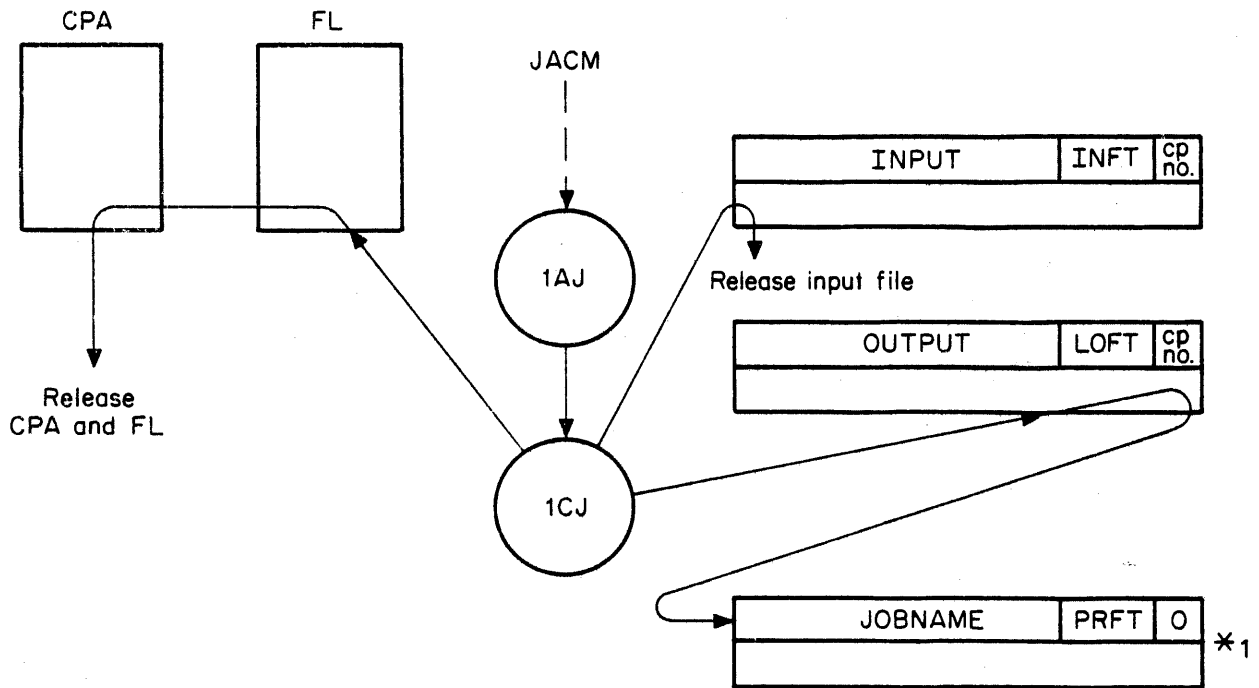 CPA
FL
JACM
INPUT INFT cp no.
1AJ
Release input file
OUTPUT LOFT cp no.
Release
CPA and FL
1CJ
JOBNAME PRFT 0
*1